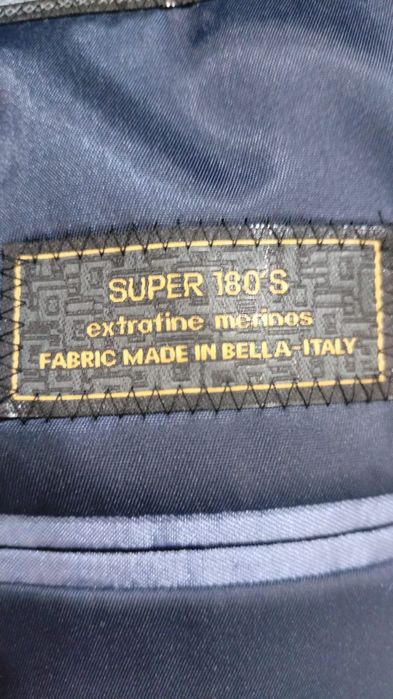 SUPER 180'S
extrafine merinos
FABRIC MADE IN BELLA-ITALY